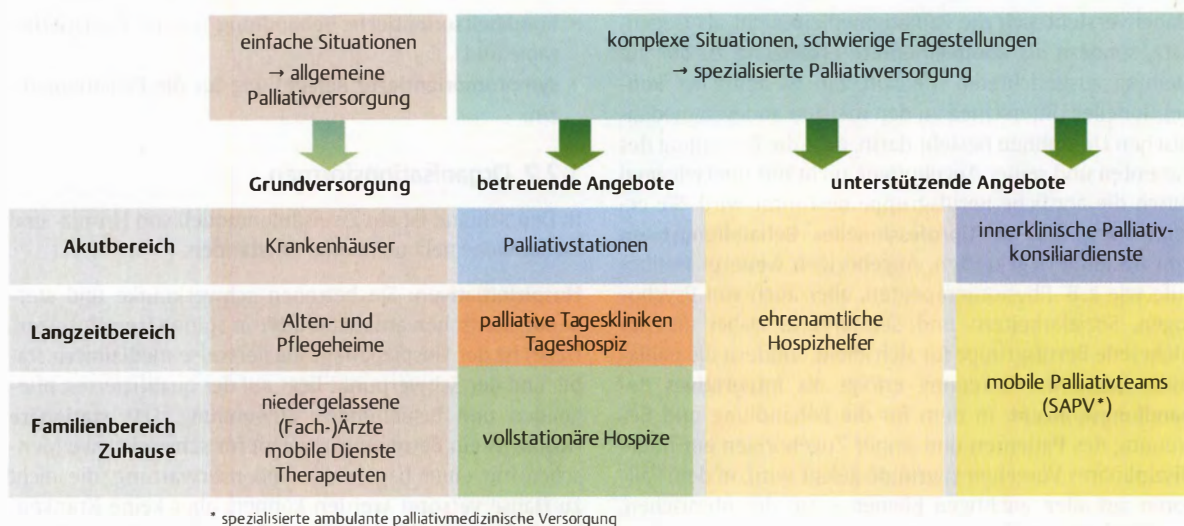 einfache Situationen
→ allgemeine
Palliativversorgung
komplexe Situationen, schwierige Fragestellungen
→ spezialisierte Palliativversorgung
Grundversorgung
betreuende Angebote
unterstützende Angebote
Akutbereich
Krankenhäuser
Palliativstationen
innerklinische Palliativ-
konsiliardienste
Langzeitbereich
Alten- und
Pflegeheime
palliative Tageskliniken
Tageshospiz
ehrenamtliche
Hospizhelfer
Familienbereich
Zuhause
niedergelassene
(Fach-)Ärzte
mobile Dienste
Therapeuten
vollstationäre Hospize
mobile Palliativteams
(SAPV*)
* spezialisierte ambulante palliativmedizinische Versorgung